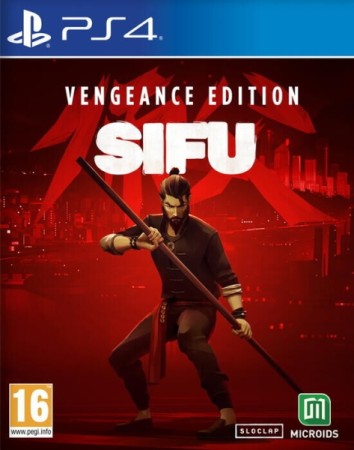 PS4
VENGEANCE EDITION
SIFU
16
www.pegi.info
SLOCLAP
MICROIDS